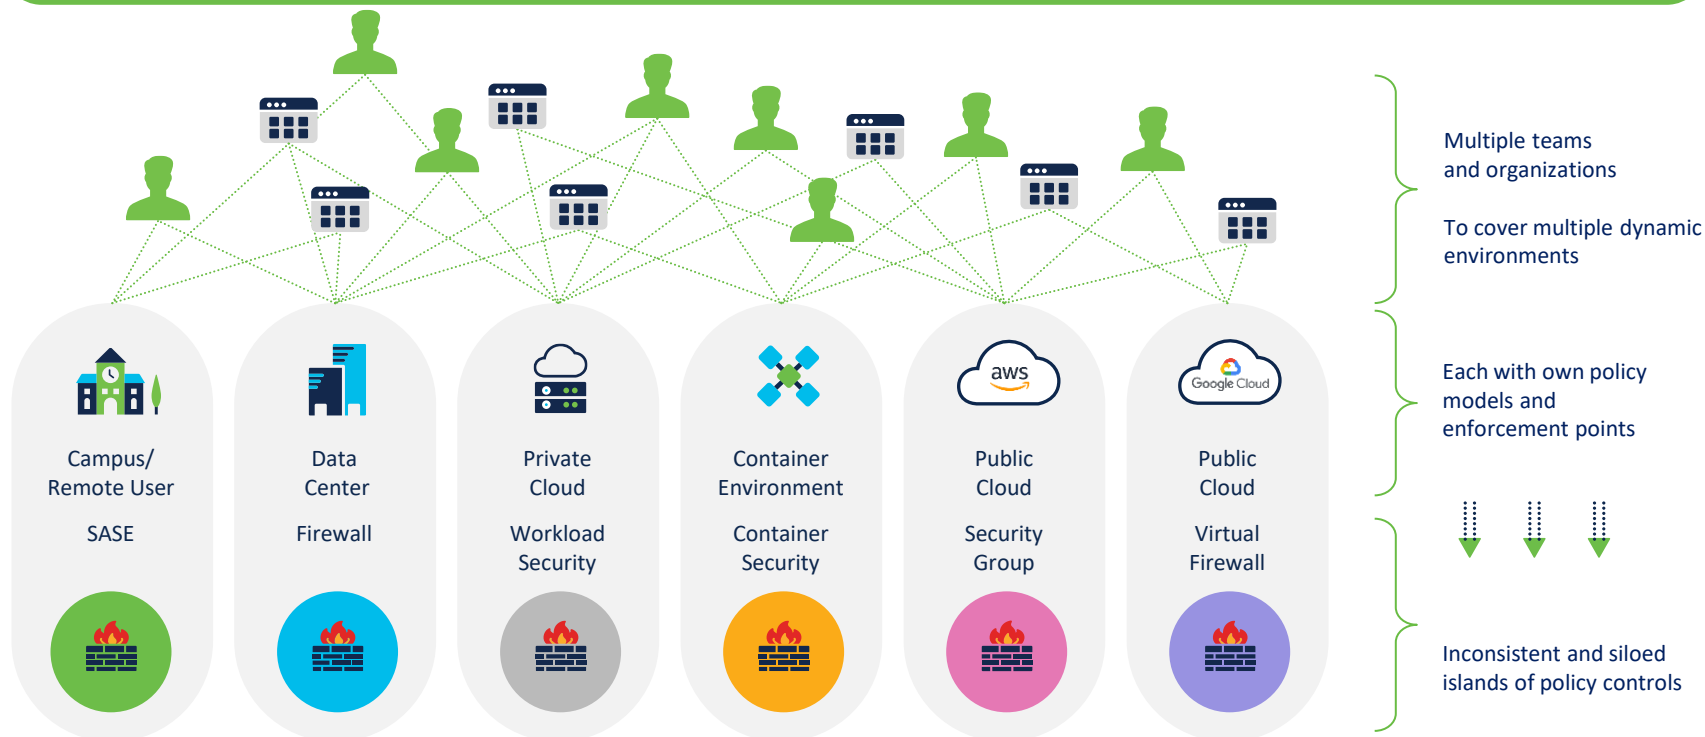 Multiple teams
and organizations
To cover multiple dynamic
environments
aws
Google Cloud
Campus/
Remote User
SASE
Data
Center
Firewall
Private
Cloud
Workload
Security
Container
Environment
Container
Security
Public
Cloud
Security
Group
Public
Cloud
Virtual
Firewall
Each with own policy
models and
enforcement points
Inconsistent and siloed
islands of policy controls